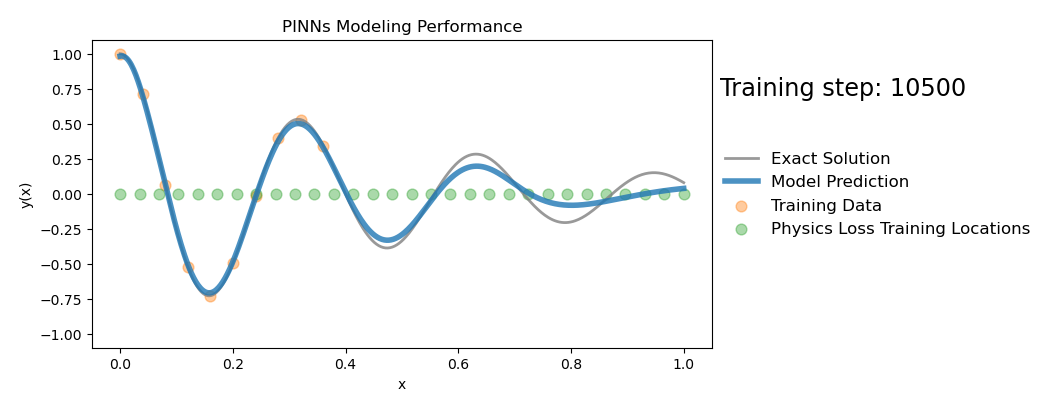 PINNs Modeling Performance
1.00
0.75
0.50
0.25
0.00
−0.25
−0.50
−0.75
−1.00
y(x)
0.0
0.2
0.4
0.6
0.8
1.0
x
Training step: 10500
Exact Solution
Model Prediction
Training Data
Physics Loss Training Locations